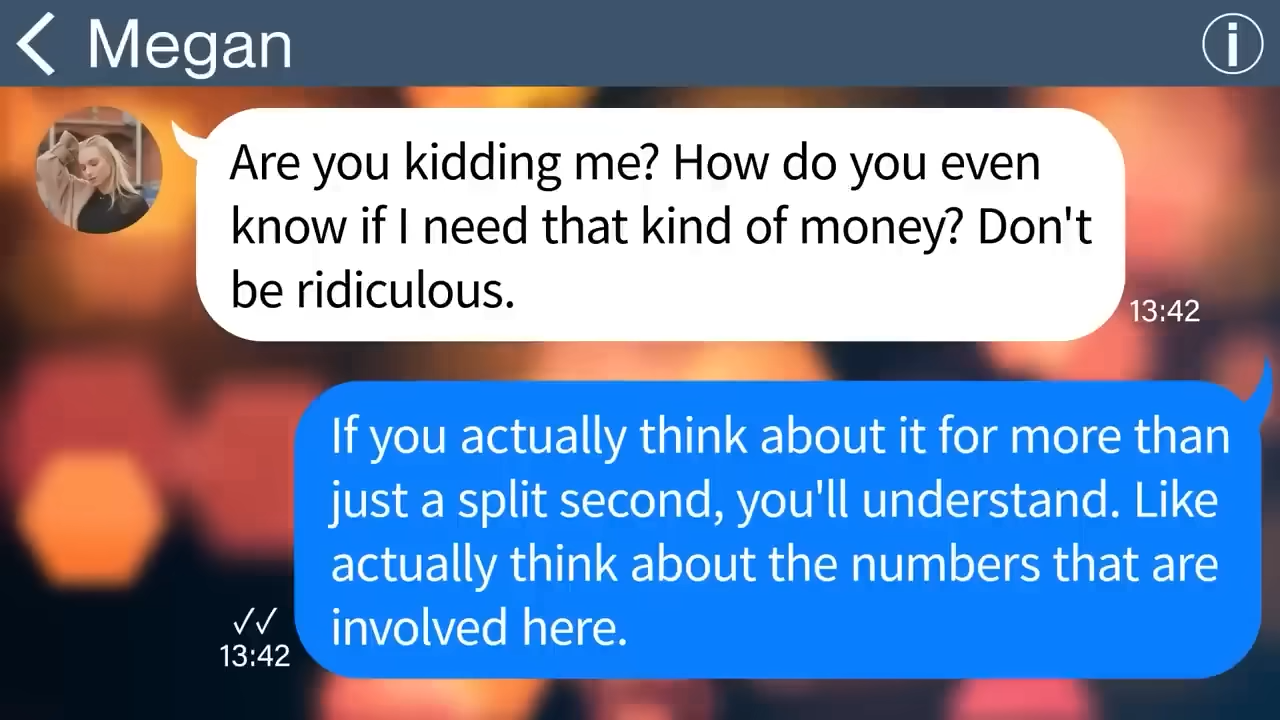 Megan
Are you kidding me? How do you even
know if I need that kind of money? Don't
be ridiculous.
13:42
If you actually think about it for more than
just a split second, you'll understand. Like
actually think about the numbers that are
involved here.
13:42